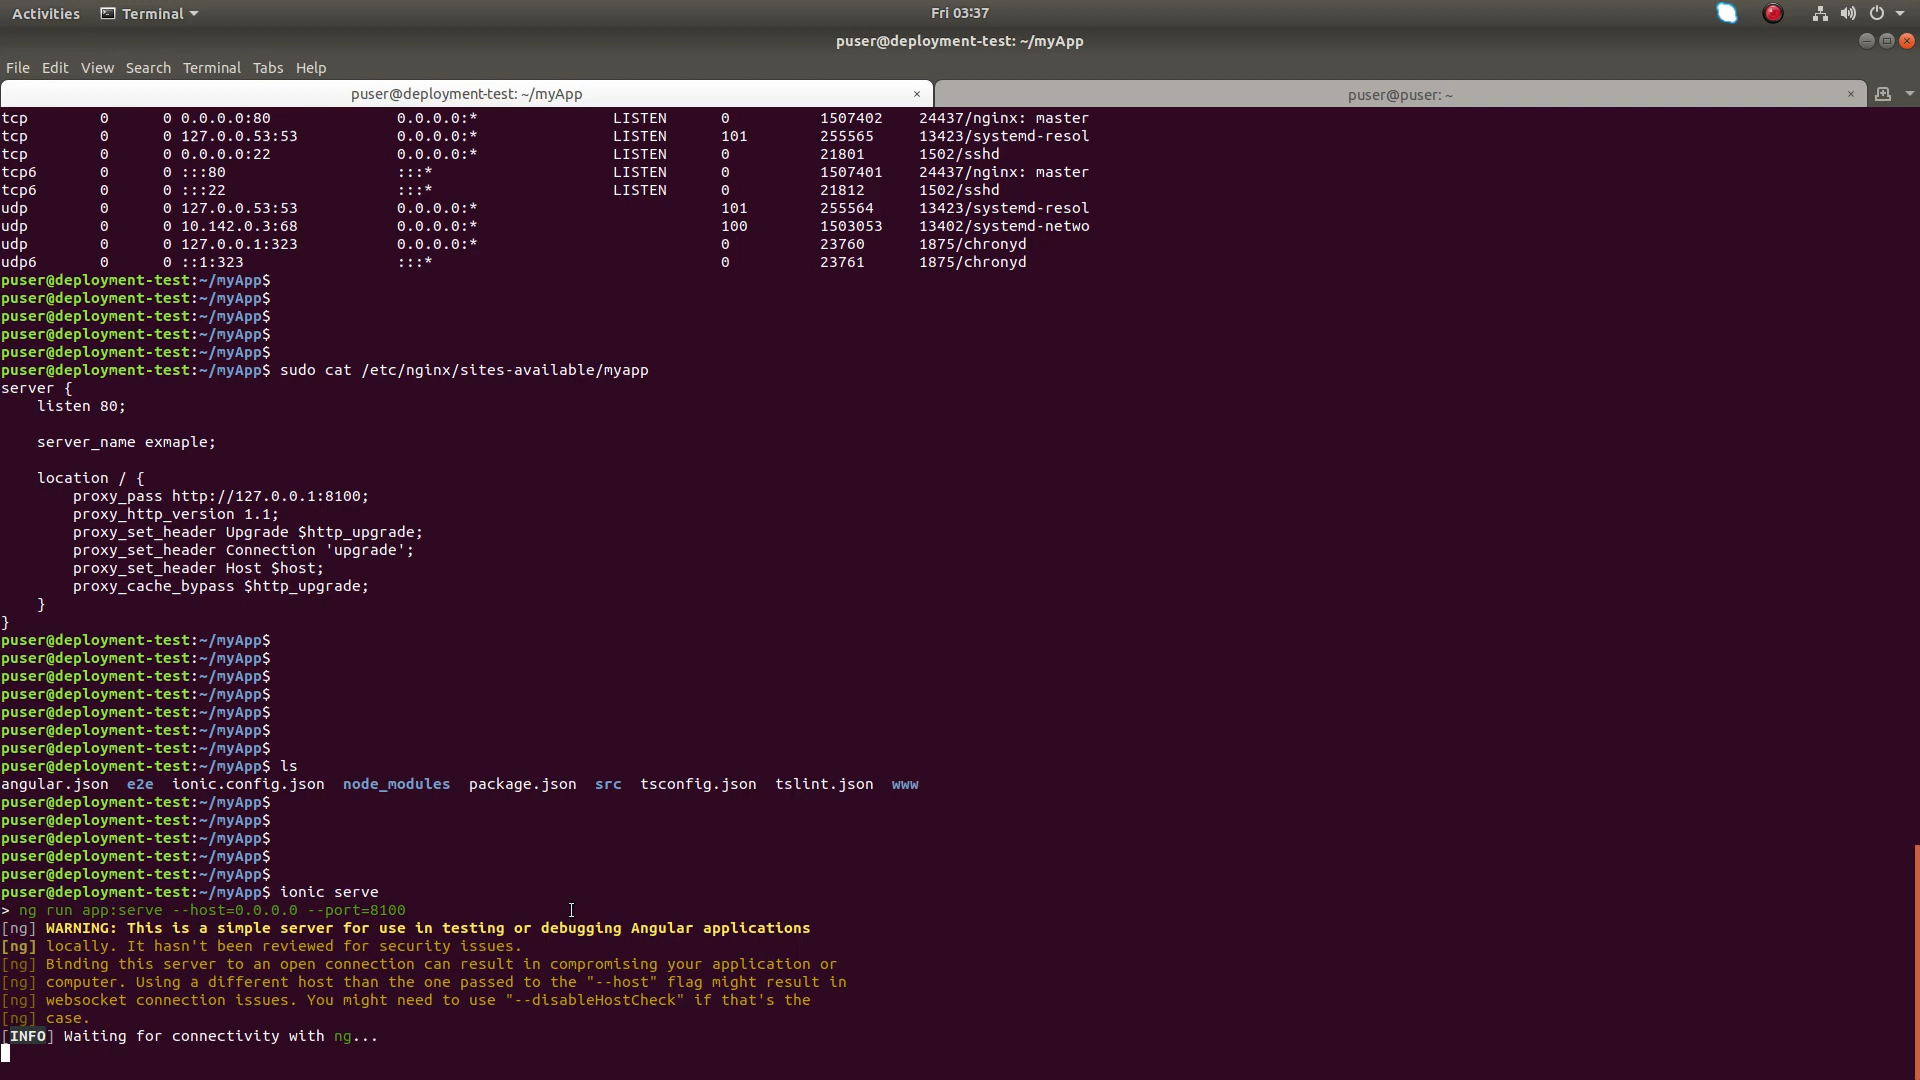 Activities Terminal Fri 03:37
puser@deployment-test: ~/myApp
File Edit View Search Terminal Tabs Help
puser@deployment-test: ~/myApp × puser@puser: ~ ×
tcp 0 0 0.0.0.0:80 0.0.0.0:* LISTEN 0 1507402 24437/nginx: master
tcp 0 0 127.0.0.53:53 0.0.0.0:* LISTEN 101 255565 13423/systemd-resol
tcp 0 0 0.0.0.0:22 0.0.0.0:* LISTEN 0 21801 1502/sshd
tcp6 0 0 :::80 :::* LISTEN 0 1507401 24437/nginx: master
tcp6 0 0 :::22 :::* LISTEN 0 21812 1502/sshd
udp 0 0 127.0.0.53:53 0.0.0.0:* 101 255564 13423/systemd-resol
udp 0 0 10.142.0.3:68 0.0.0.0:* 100 1503053 13402/systemd-netwo
udp 0 0 127.0.0.1:323 0.0.0.0:* 0 23760 1875/chronyd
udp6 0 0 ::1:323 :::* 0 23761 1875/chronyd
puser@deployment-test:~/myApp$
puser@deployment-test:~/myApp$
puser@deployment-test:~/myApp$
puser@deployment-test:~/myApp$
puser@deployment-test:~/myApp$
puser@deployment-test:~/myApp$ sudo cat /etc/nginx/sites-available/myapp
server {
listen 80;
server_name exmaple;
location / {
proxy_pass http://127.0.0.1:8100;
proxy_http_version 1.1;
proxy_set_header Upgrade $http_upgrade;
proxy_set_header Connection 'upgrade';
proxy_set_header Host $host;
proxy_cache_bypass $http_upgrade;
}
}
puser@deployment-test:~/myApp$
puser@deployment-test:~/myApp$
puser@deployment-test:~/myApp$
puser@deployment-test:~/myApp$
puser@deployment-test:~/myApp$
puser@deployment-test:~/myApp$
puser@deployment-test:~/myApp$
puser@deployment-test:~/myApp$ ls
angular.json e2e ionic.config.json node_modules package.json src tsconfig.json tslint.json www
puser@deployment-test:~/myApp$
puser@deployment-test:~/myApp$
puser@deployment-test:~/myApp$
puser@deployment-test:~/myApp$
puser@deployment-test:~/myApp$
puser@deployment-test:~/myApp$ ionic serve
> ng run app:serve --host=0.0.0.0 --port=8100
[ng] WARNING: This is a simple server for use in testing or debugging Angular applications
[ng] locally. It hasn't been reviewed for security issues.
[ng] Binding this server to an open connection can result in compromising your application or
[ng] computer. Using a different host than the one passed to the "--host" flag might result in
[ng] websocket connection issues. You might need to use "--disableHostCheck" if that's the
[ng] case.
[INFO] Waiting for connectivity with ng...